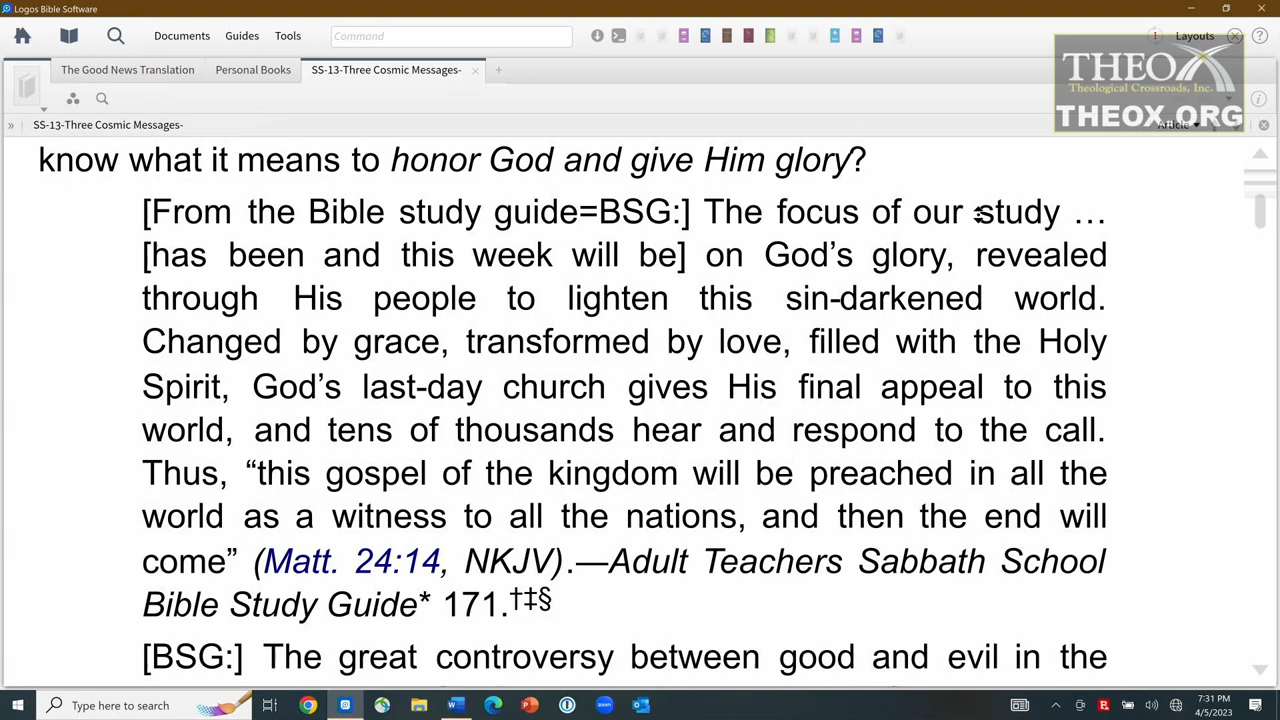 Logos Bible Software
Documents Guides Tools Command Layouts
The Good News Translation Personal Books SS-13-Three Cosmic Messages-
THEOX
Theological Crossroads, Inc.
THEOX.ORG
SS-13-Three Cosmic Messages- Article
know what it means to honor God and give Him glory?
[From the Bible study guide=BSG:] The focus of our study …
[has been and this week will be] on God’s glory, revealed
through His people to lighten this sin-darkened world.
Changed by grace, transformed by love, filled with the Holy
Spirit, God’s last-day church gives His final appeal to this
world, and tens of thousands hear and respond to the call.
Thus, “this gospel of the kingdom will be preached in all the
world as a witness to all the nations, and then the end will
come” (Matt. 24:14, NKJV).—Adult Teachers Sabbath School
Bible Study Guide* 171.†‡§
[BSG:] The great controversy between good and evil in the
Type here to search
7:31 PM
4/5/2023